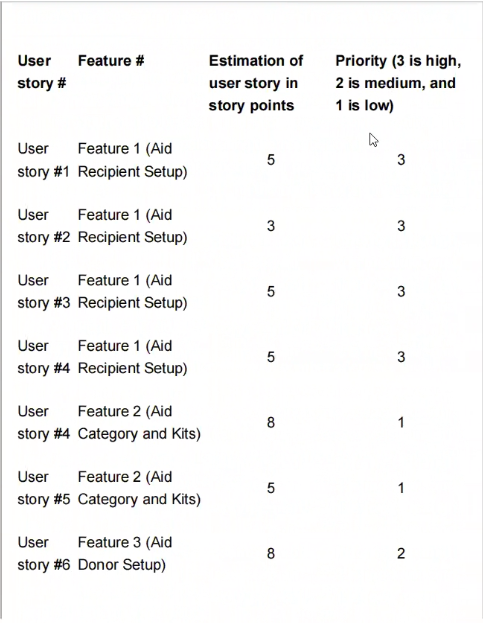 User Feature # Estimation of Priority (3 is high,
story # user story in 2 is medium, and
story points 1 is low)
User Feature 1 (Aid
story #1 Recipient Setup) 5 3
User Feature 1 (Aid
story #2 Recipient Setup) 3 3
User Feature 1 (Aid
story #3 Recipient Setup) 5 3
User Feature 1 (Aid
story #4 Recipient Setup) 5 3
User Feature 2 (Aid
story #4 Category and Kits) 8 1
User Feature 2 (Aid
story #5 Category and Kits) 5 1
User Feature 3 (Aid
story #6 Donor Setup) 8 2